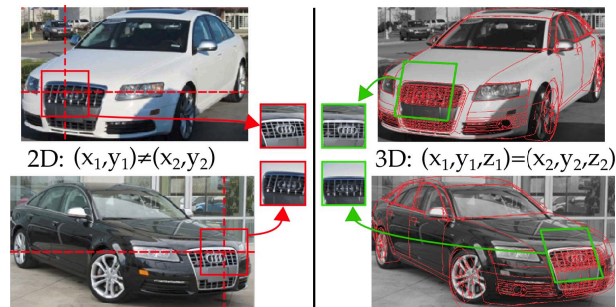 2D: (x₁,y₁)≠(x₂,y₂)
3D: (x₁,y₁,z₁)=(x₂,y₂,z₂)